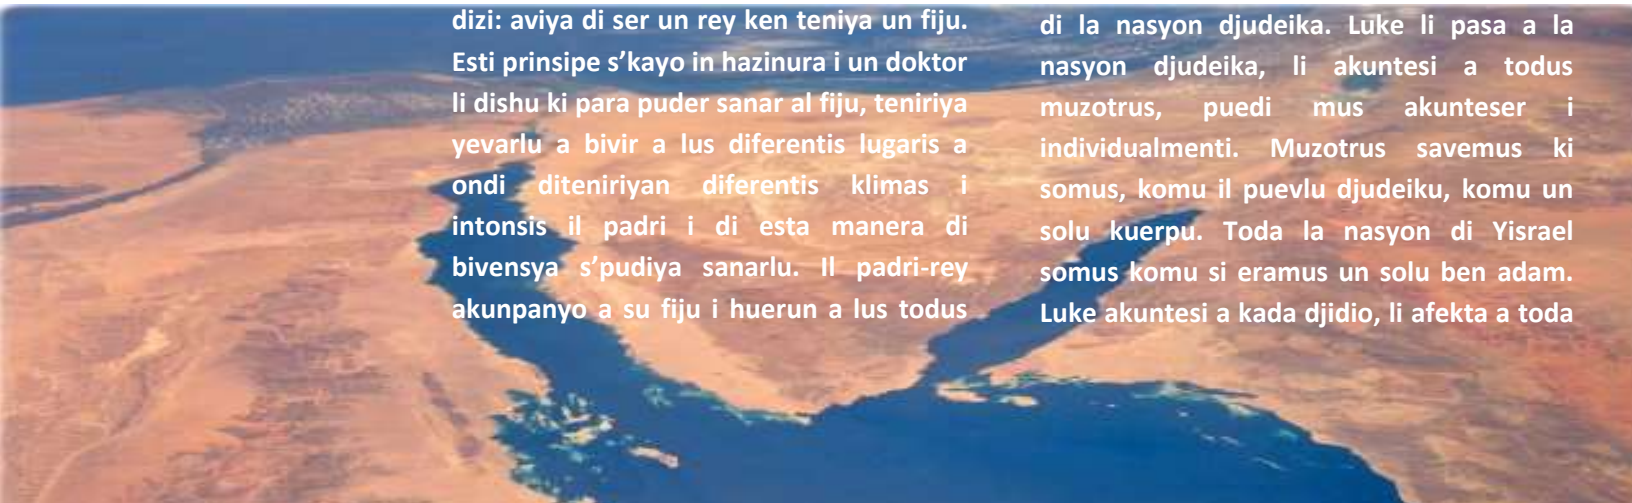 dizi: aviya di ser un rey ken teniya un fiju.
Esti prinsipe s’kayo in hazinura i un doktor
li dishu ki para puder sanar al fiju, teniriya
yevarlu a bivir a lus diferentis lugaris a
ondi diteniriyan diferentis klimas i
intonsis il padri i di esta manera di
bivensya s’pudiya sanarlu. Il padri-rey
akunpanyo a su fiju i huerun a lus todus
di la nasyon djudeika. Luke li pasa a la
nasyon djudeika, li akuntesi a todus
muzotrus, puedi mus akunteser i
individualmenti. Muzotrus savemus ki
somus, komu il puevlu djudeiku, komu un
solu kuerpu. Toda la nasyon di Yisrael
somus komu si eramus un solu ben adam.
Luke akuntesi a kada djidio, li afekta a toda